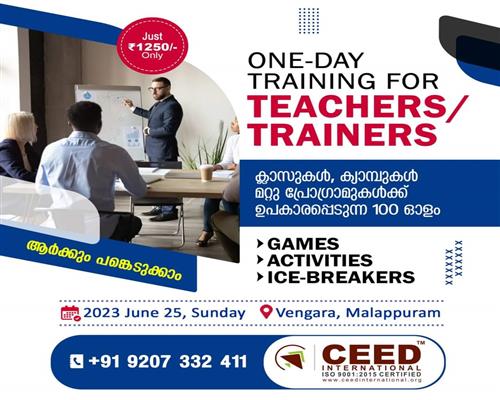 Just
₹1250/-
Only
ONE-DAY
TRAINING FOR
TEACHERS/
TRAINERS
ക്ലാസുകൾ, ക്യാമ്പുകൾ
മറ്റു പ്രോഗ്രാമുകൾക്ക്
ഉപകാരപ്പെടുന്ന 100 ഓളം
GAMES
ACTIVITIES
ICE-BREAKERS
ആർക്കും പങ്കെടുക്കാം
2023 June 25, Sunday
Vengara, Malappuram
+91 9207 332 411
CEED TM
INTERNATIONAL
ISO 9001:2015 CERTIFIED
www.ceedinternational.org